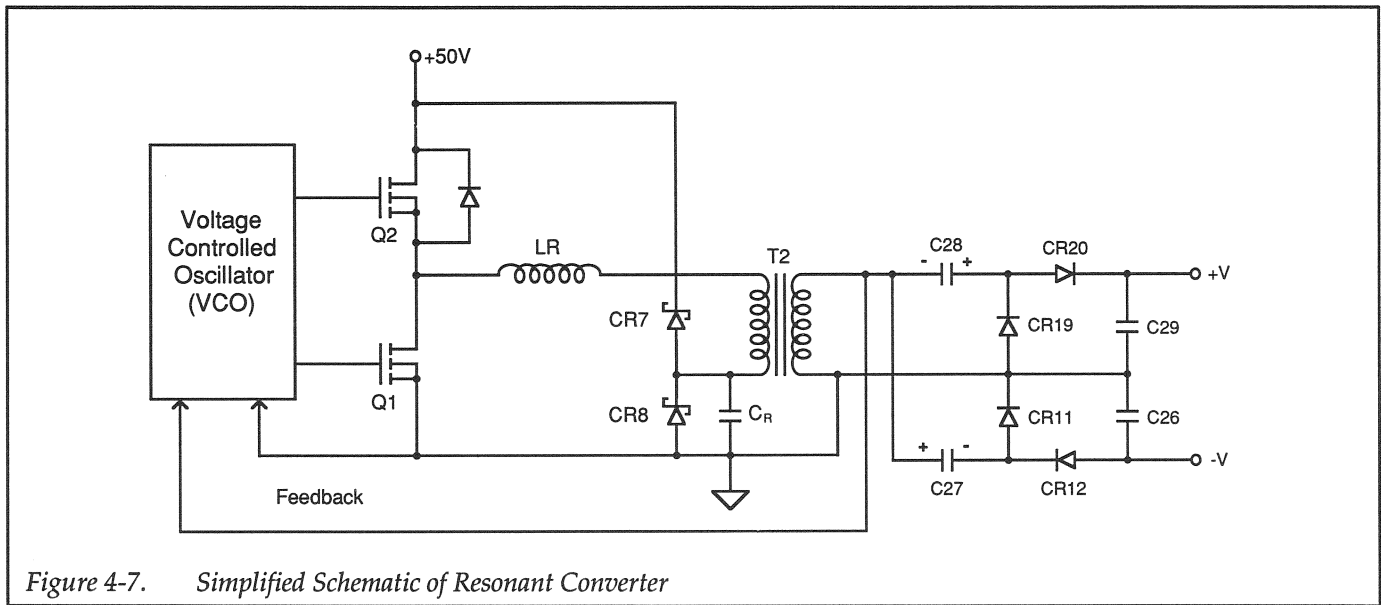 +50V
Voltage
Controlled
Oscillator
(VCO)
Q2
Q1
LR
CR7
CR8
CR
T2
C28
- +
CR20
+V
CR19
C29
CR11
C26
+ -
C27
CR12
-V
Feedback
Figure 4-7. Simplified Schematic of Resonant Converter